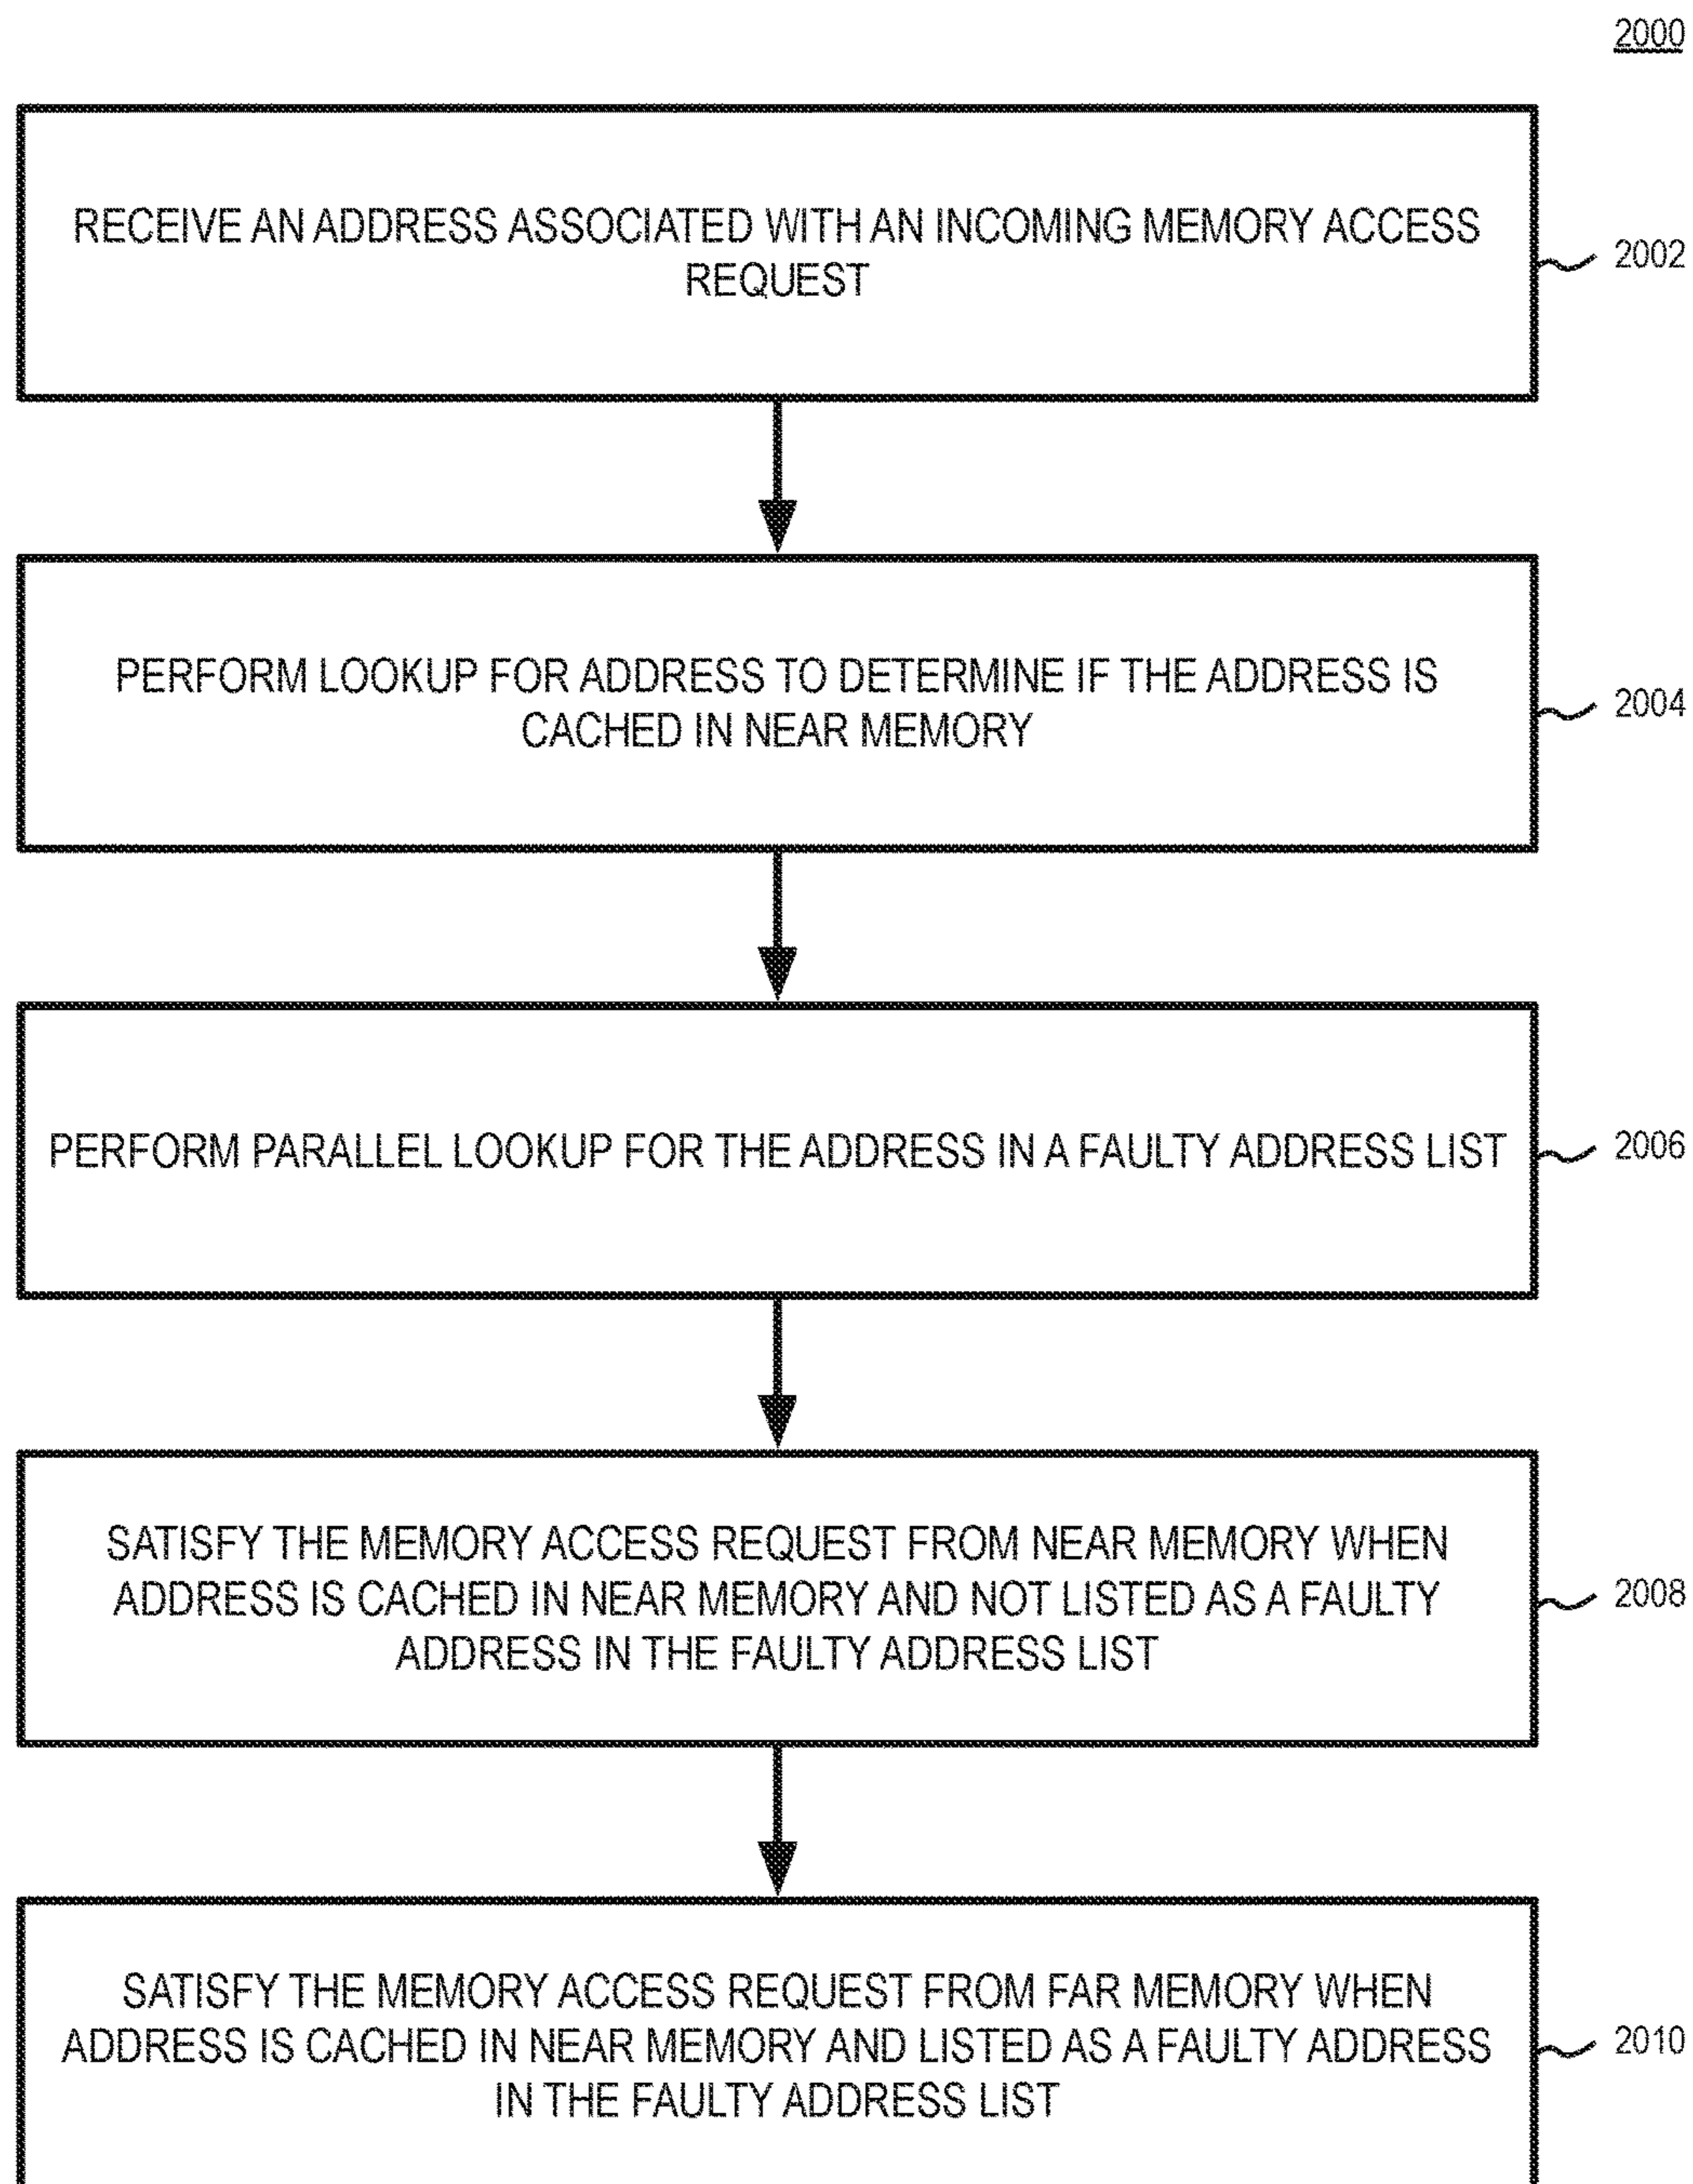 2000
RECEIVE AN ADDRESS ASSOCIATED WITH AN INCOMING MEMORY ACCESS
REQUEST
2002
PERFORM LOOKUP FOR ADDRESS TO DETERMINE IF THE ADDRESS IS
CACHED IN NEAR MEMORY
2004
PERFORM PARALLEL LOOKUP FOR THE ADDRESS IN A FAULTY ADDRESS LIST
2006
SATISFY THE MEMORY ACCESS REQUEST FROM NEAR MEMORY WHEN
ADDRESS IS CACHED IN NEAR MEMORY AND NOT LISTED AS A FAULTY
ADDRESS IN THE FAULTY ADDRESS LIST
2008
SATISFY THE MEMORY ACCESS REQUEST FROM FAR MEMORY WHEN
ADDRESS IS CACHED IN NEAR MEMORY AND LISTED AS A FAULTY ADDRESS
IN THE FAULTY ADDRESS LIST
2010